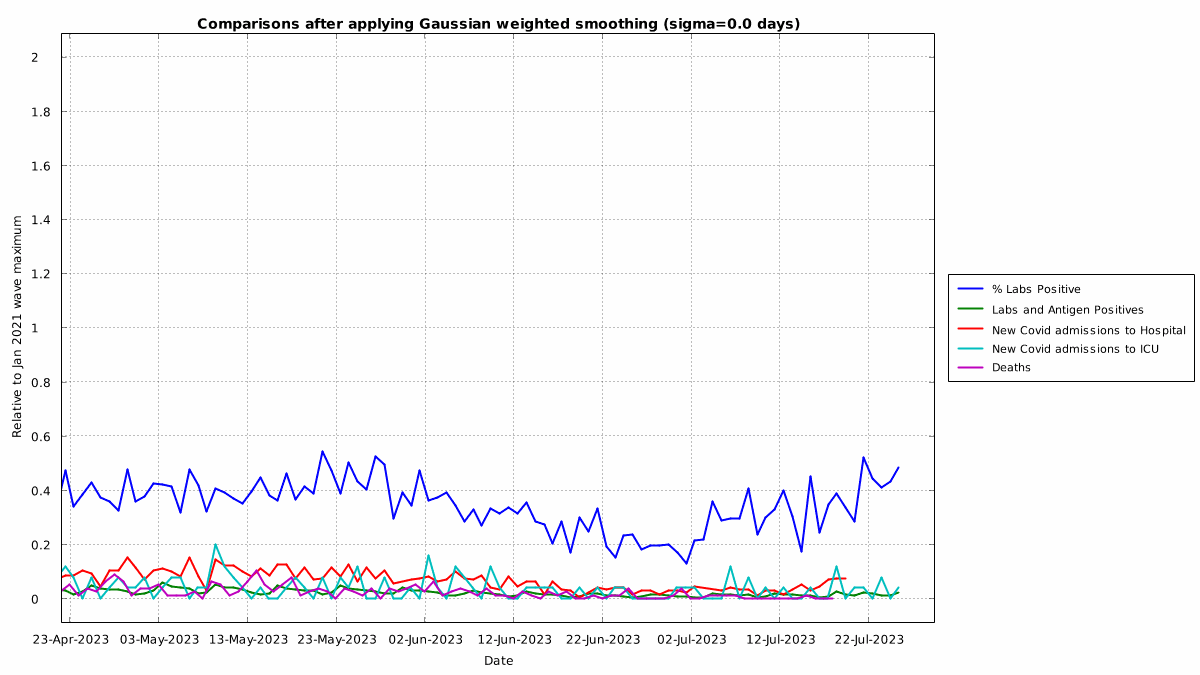 Comparisons after applying Gaussian weighted smoothing (sigma=0.0 days)
Relative to Jan 2021 wave maximum
2
1.8
1.6
1.4
1.2
1
0.8
0.6
0.4
0.2
0
23-Apr-2023 03-May-2023 13-May-2023 23-May-2023 02-Jun-2023 12-Jun-2023 22-Jun-2023 02-Jul-2023 12-Jul-2023 22-Jul-2023
Date
% Labs Positive
Labs and Antigen Positives
New Covid admissions to Hospital
New Covid admissions to ICU
Deaths